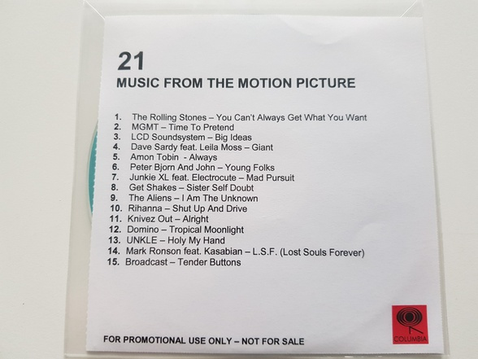 21
MUSIC FROM THE MOTION PICTURE
1. The Rolling Stones – You Can't Always Get What You Want
2. MGMT – Time To Pretend
3. LCD Soundsystem – Big Ideas
4. Dave Sardy feat. Leila Moss – Giant
5. Amon Tobin - Always
6. Peter Bjorn And John – Young Folks
7. Junkie XL feat. Electrocute – Mad Pursuit
8. Get Shakes – Sister Self Doubt
9. The Aliens – I Am The Unknown
10. Rihanna – Shut Up And Drive
11. Knivez Out – Alright
12. Domino – Tropical Moonlight
13. UNKLE – Holy My Hand
14. Mark Ronson feat. Kasabian – L.S.F. (Lost Souls Forever)
15. Broadcast – Tender Buttons
FOR PROMOTIONAL USE ONLY – NOT FOR SALE
COLUMBIA